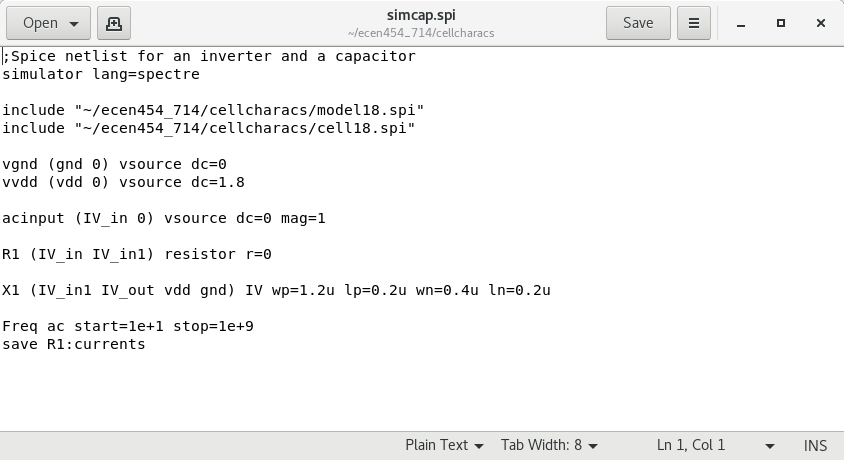 Open
simcap.spi
~/ecen454_714/cellcharacs
Save
;Spice netlist for an inverter and a capacitor
simulator lang=spectre
include "~/ecen454_714/cellcharacs/model18.spi"
include "~/ecen454_714/cellcharacs/cell18.spi"
vgnd (gnd 0) vsource dc=0
vvdd (vdd 0) vsource dc=1.8
acinput (IV_in 0) vsource dc=0 mag=1
R1 (IV_in IV_in1) resistor r=0
X1 (IV_in1 IV_out vdd gnd) IV wp=1.2u lp=0.2u wn=0.4u ln=0.2u
Freq ac start=1e+1 stop=1e+9
save R1:currents
Plain Text Tab Width: 8 Ln 1, Col 1 INS